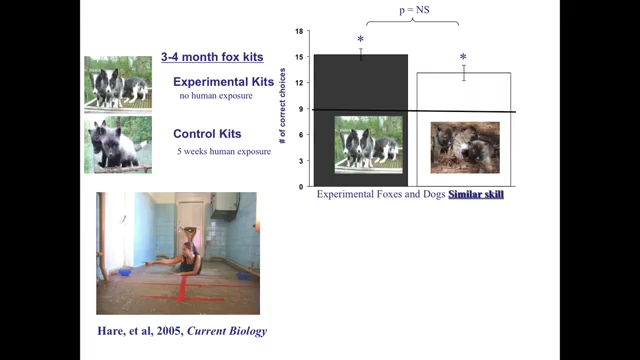 p = NS
3-4 month fox kits
Experimental Kits
no human exposure
Control Kits
5 weeks human exposure
# of correct choices
18
15
12
9
6
3
0
*
*
Experimental Foxes and Dogs Similar skill
Hare, et al, 2005, Current Biology